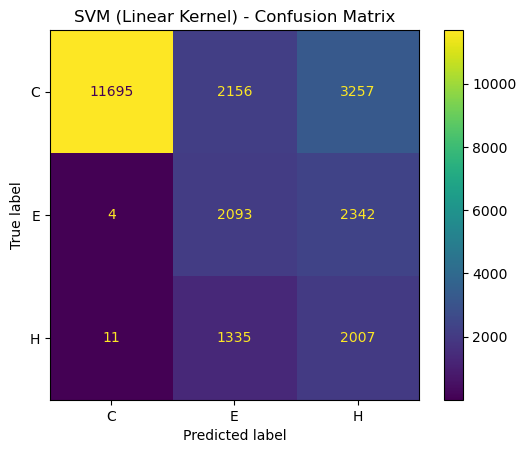 SVM (Linear Kernel) - Confusion Matrix
C 11695 2156 3257
E 4 2093 2342
H 11 1335 2007
C E H
Predicted label
True label
10000
8000
6000
4000
2000